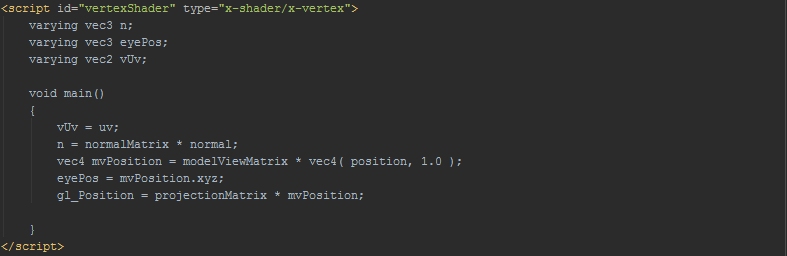 <script id="vertexShader" type="x-shader/x-vertex">
    varying vec3 n;
    varying vec3 eyePos;
    varying vec2 vUv;

    void main()
    {
        vUv = uv;
        n = normalMatrix * normal;
        vec4 mvPosition = modelViewMatrix * vec4( position, 1.0 );
        eyePos = mvPosition.xyz;
        gl_Position = projectionMatrix * mvPosition;

    }
</script>